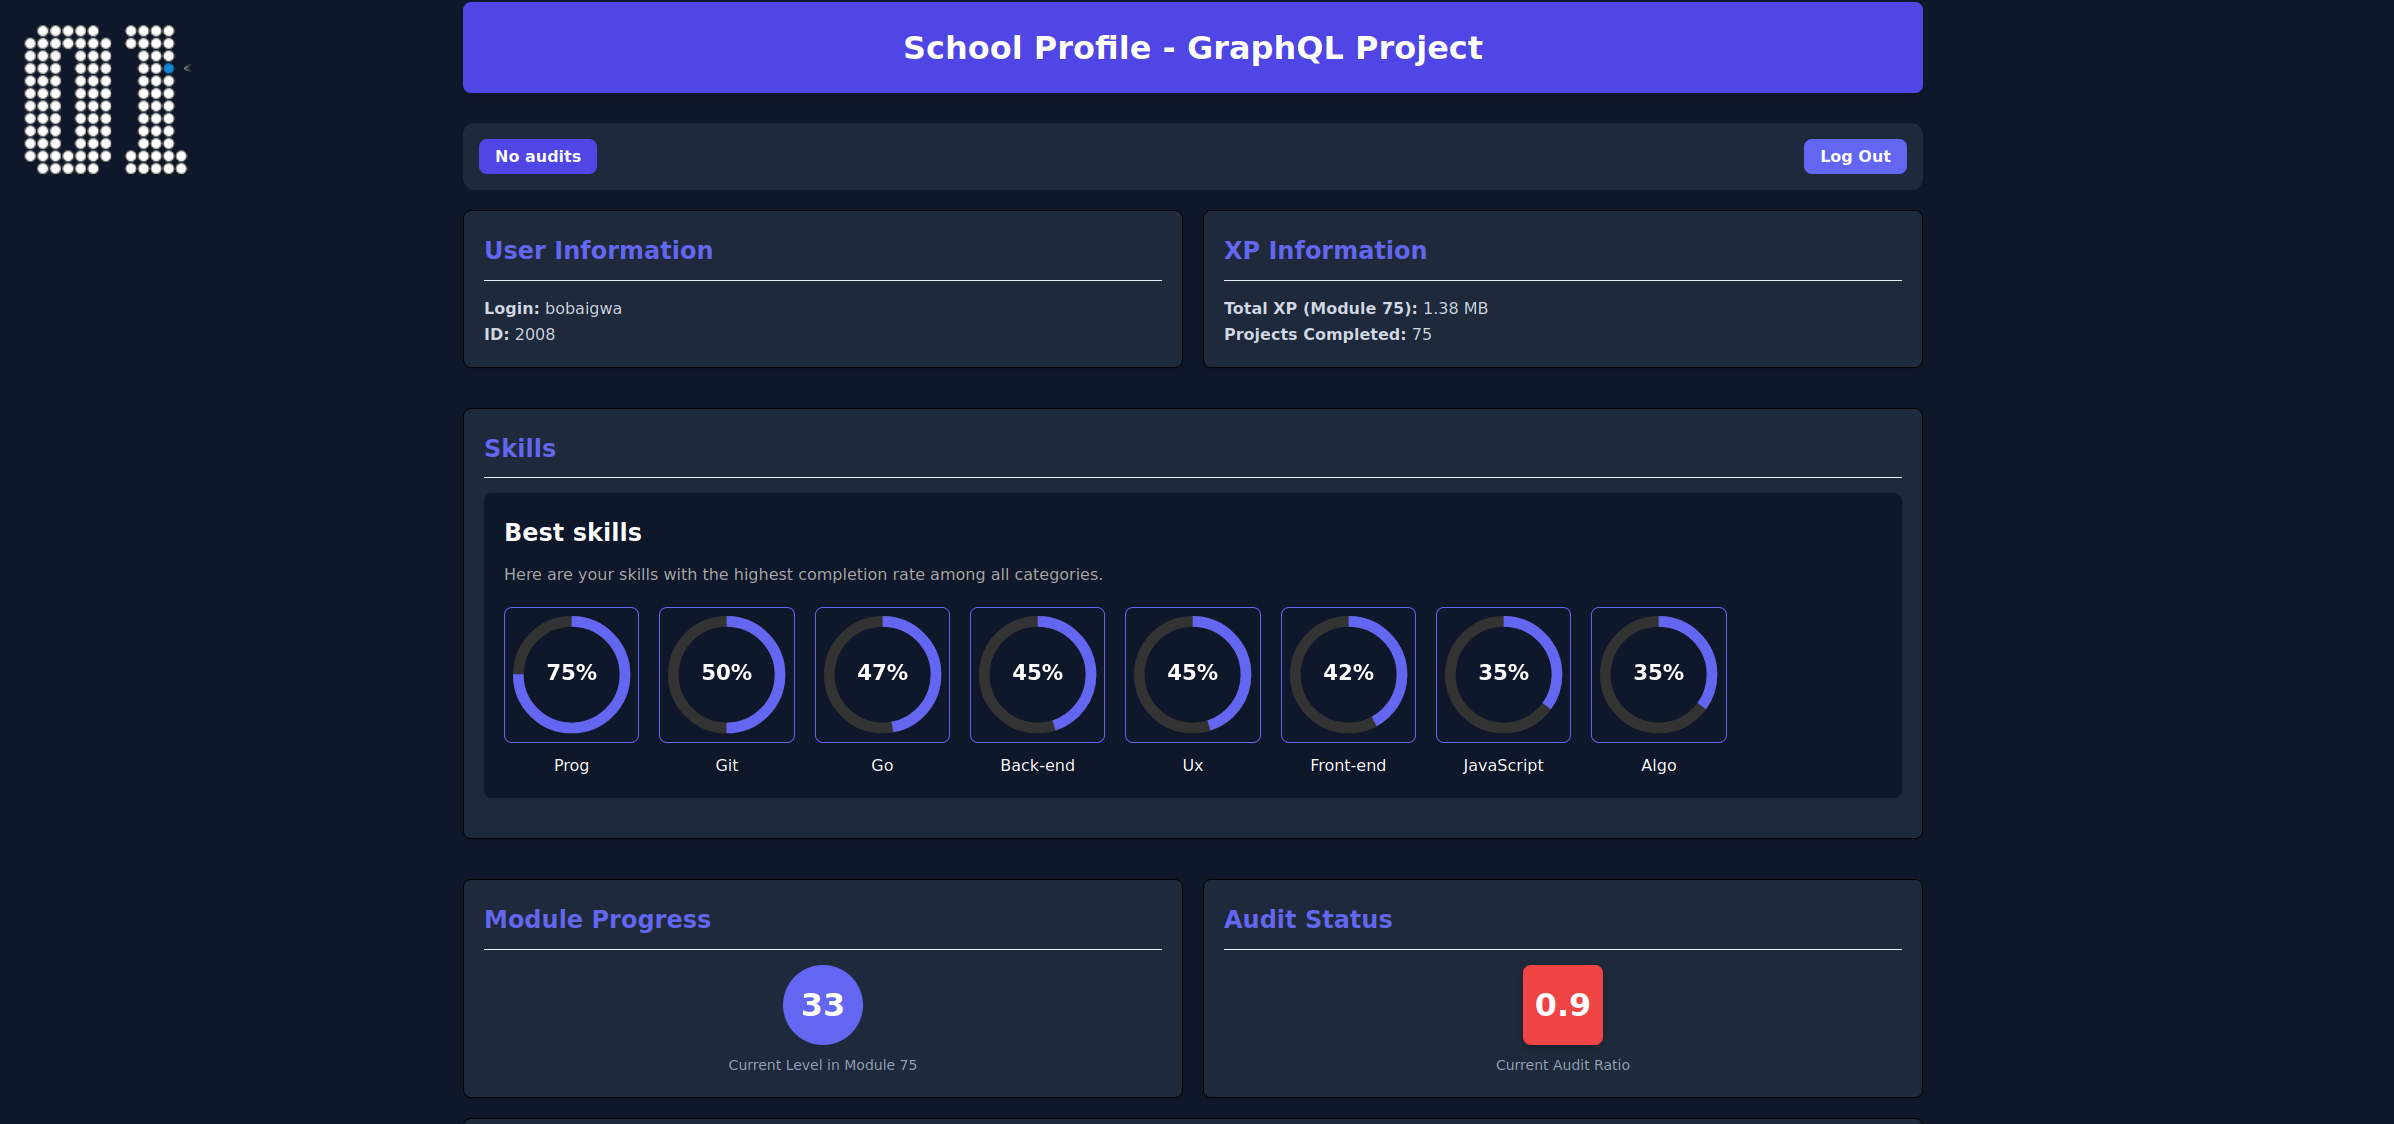 01
School Profile - GraphQL Project
No audits
Log Out
User Information
Login: bobaigwa
ID: 2008
XP Information
Total XP (Module 75): 1.38 MB
Projects Completed: 75
Skills
Best skills
Here are your skills with the highest completion rate among all categories.
75%
Prog
50%
Git
47%
Go
45%
Back-end
45%
Ux
42%
Front-end
35%
JavaScript
35%
Algo
Module Progress
33
Current Level in Module 75
Audit Status
0.9
Current Audit Ratio